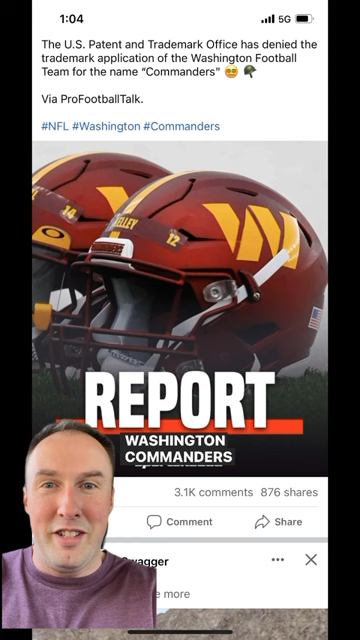 1:04 5G
The U.S. Patent and Trademark Office has denied the
trademark application of the Washington Football
Team for the name “Commanders”
Via ProFootballTalk.
#NFL #Washington #Commanders
14
12
REPORT
WASHINGTON
COMMANDERS
3.1K comments 876 shares
Comment Share
wagger
e more